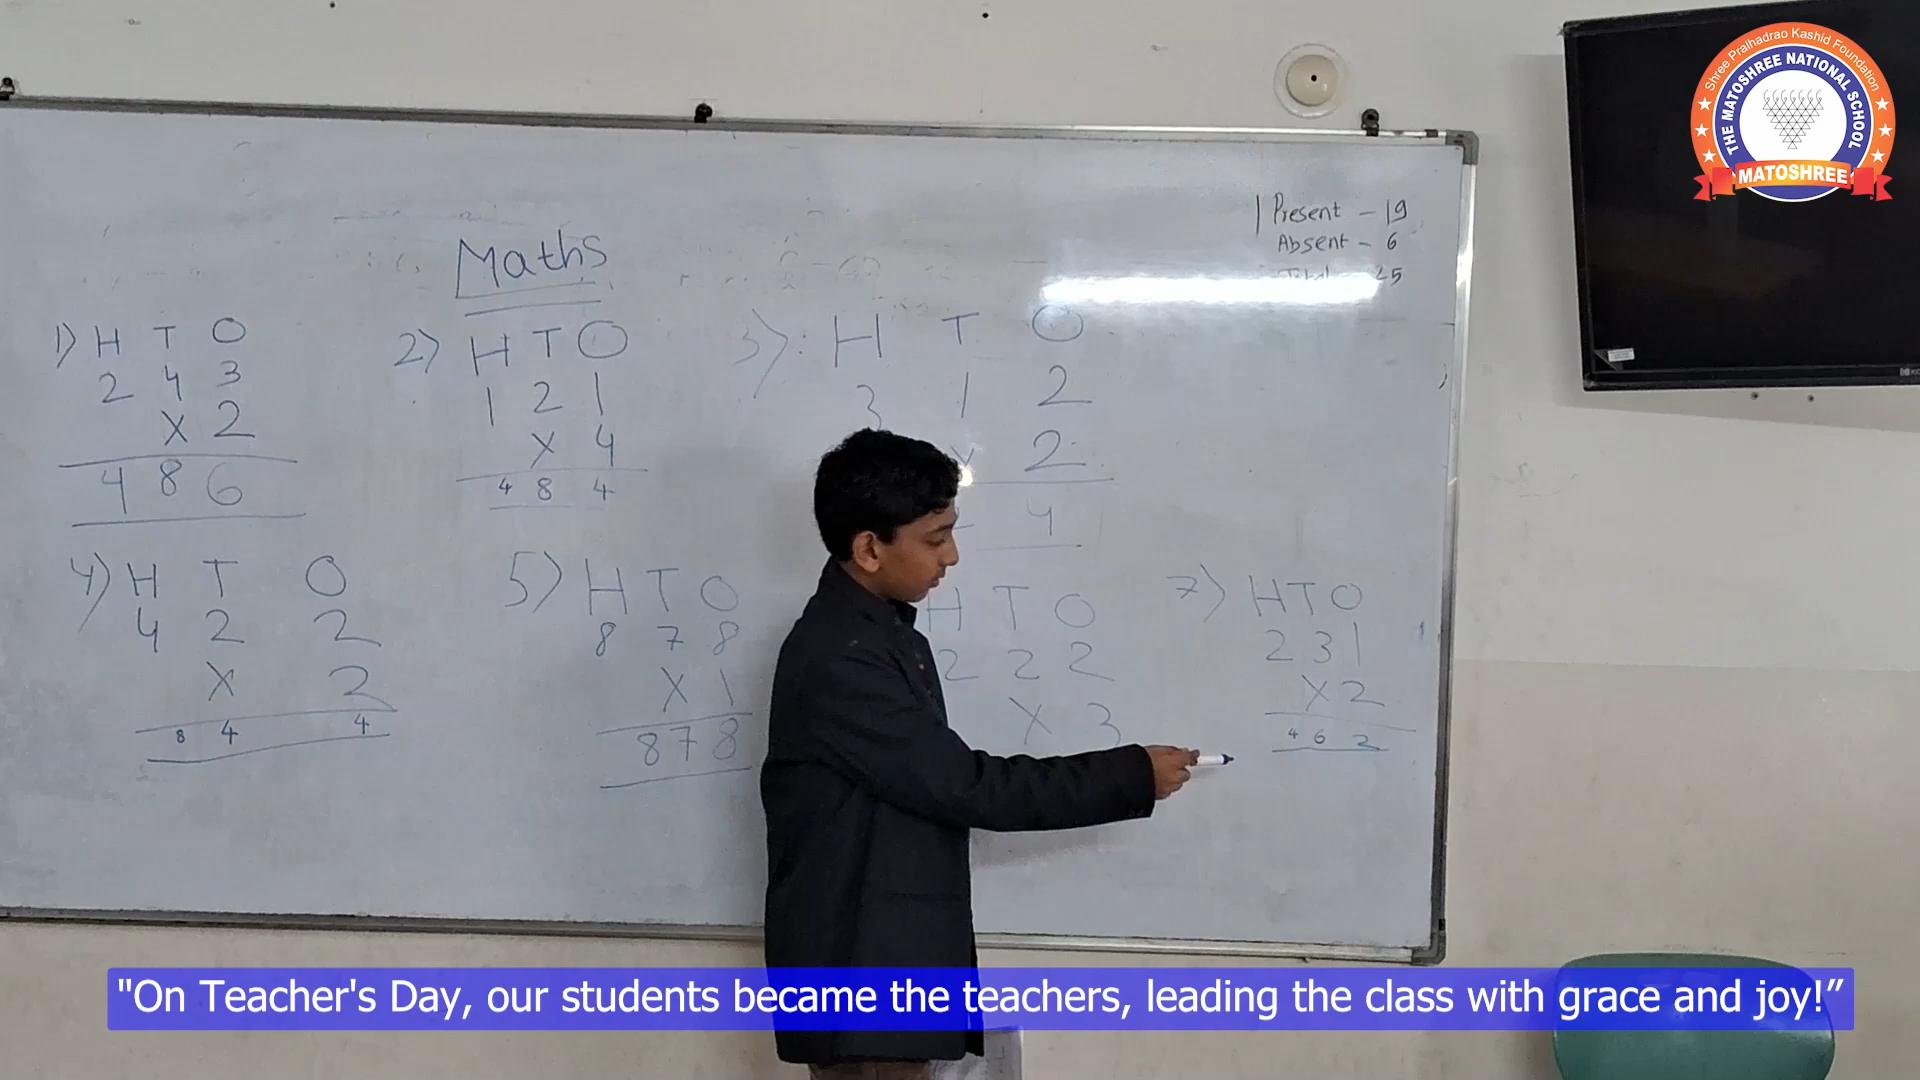 Shree Pralhadrao Kashid Foundation
THE MATOSHREE NATIONAL SCHOOL
MATOSHREE
Present - 19
Absent - 6
Total - 25
Maths
1) H T O
2 4 3
X 2
4 8 6
2) H T O
1 2 1
X 4
4 8 4
3) H T O
3 1 2
X 2
4
4) H T O
4 2 2
X 2
8 4 4
5) H T O
8 7 8
X 1
8 7 8
H T O
2 2 2
X 3
7) H T O
2 3 1
X 2
4 6 2
"On Teacher's Day, our students became the teachers, leading the class with grace and joy!”